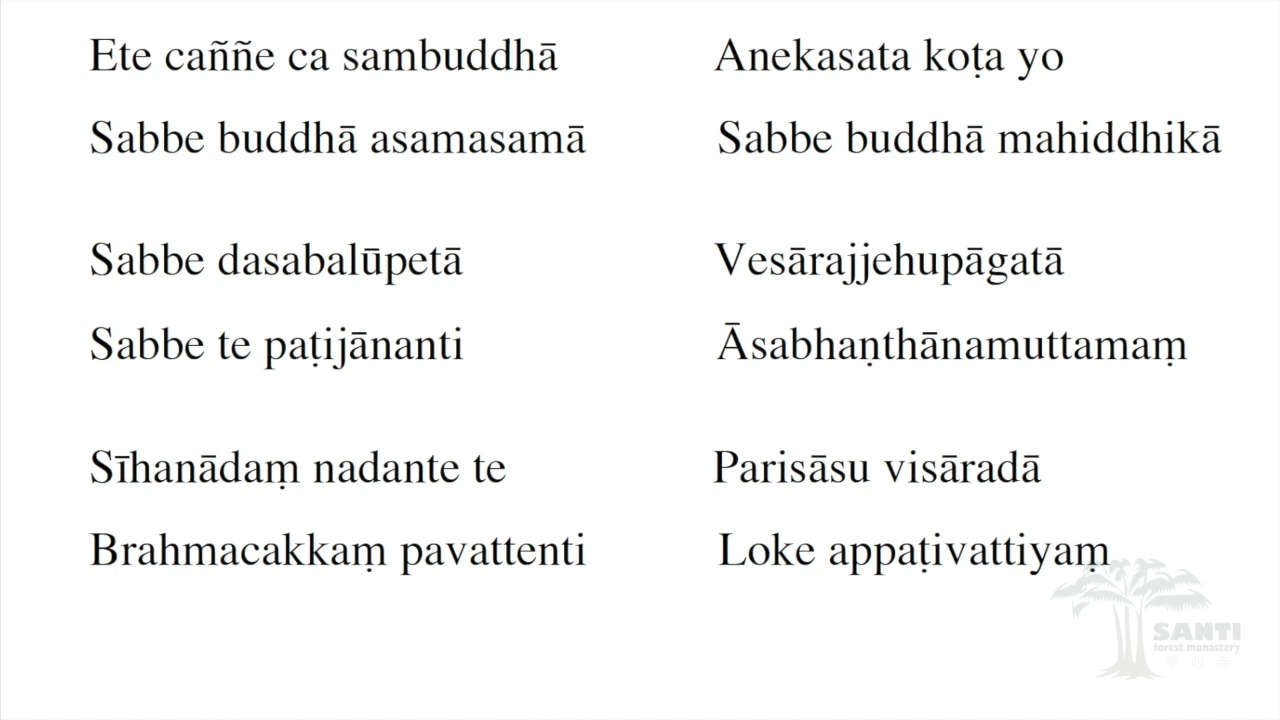 Ete caññe ca sambuddhā Anekasata koṭa yo
Sabbe buddhā asamasamā Sabbe buddhā mahiddhikā
Sabbe dasabalūpetā Vesārajjehupāgatā
Sabbe te paṭijānanti Āsabhaṇthānamuttamaṃ
Sīhanādaṃ nadante te Parisāsu visāradā
Brahmacakkaṃ pavattenti Loke appaṭivattiyaṃ
SANTI
forest monastery